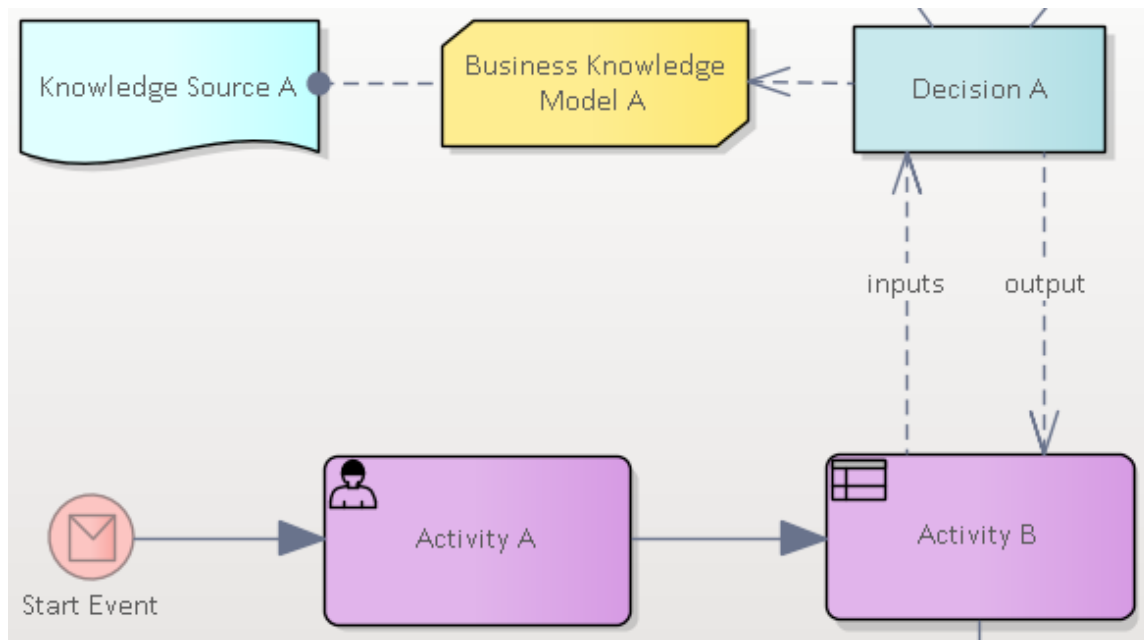 Knowledge Source A
Business Knowledge
Model A
Decision A
inputs
output
Activity A
Activity B
Start Event